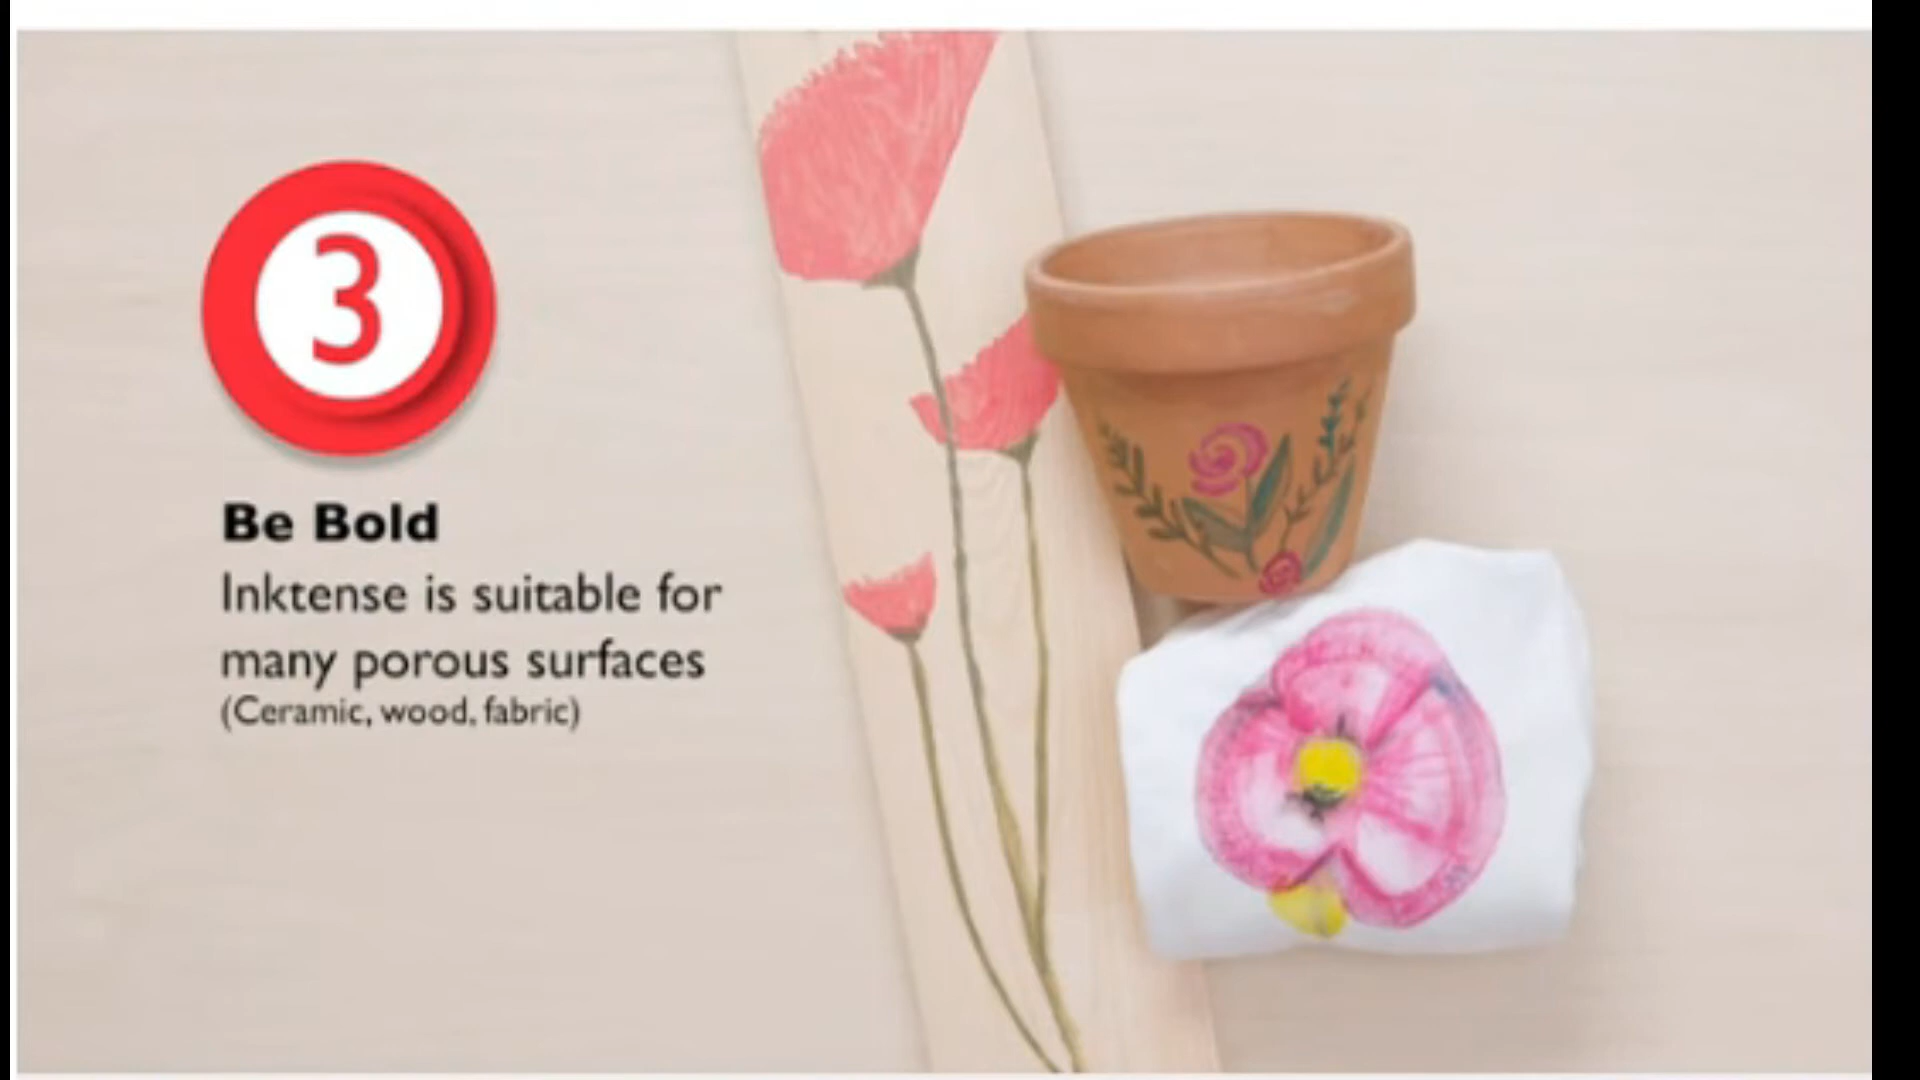 3
Be Bold
Inktense is suitable for
many porous surfaces
(Ceramic, wood, fabric)